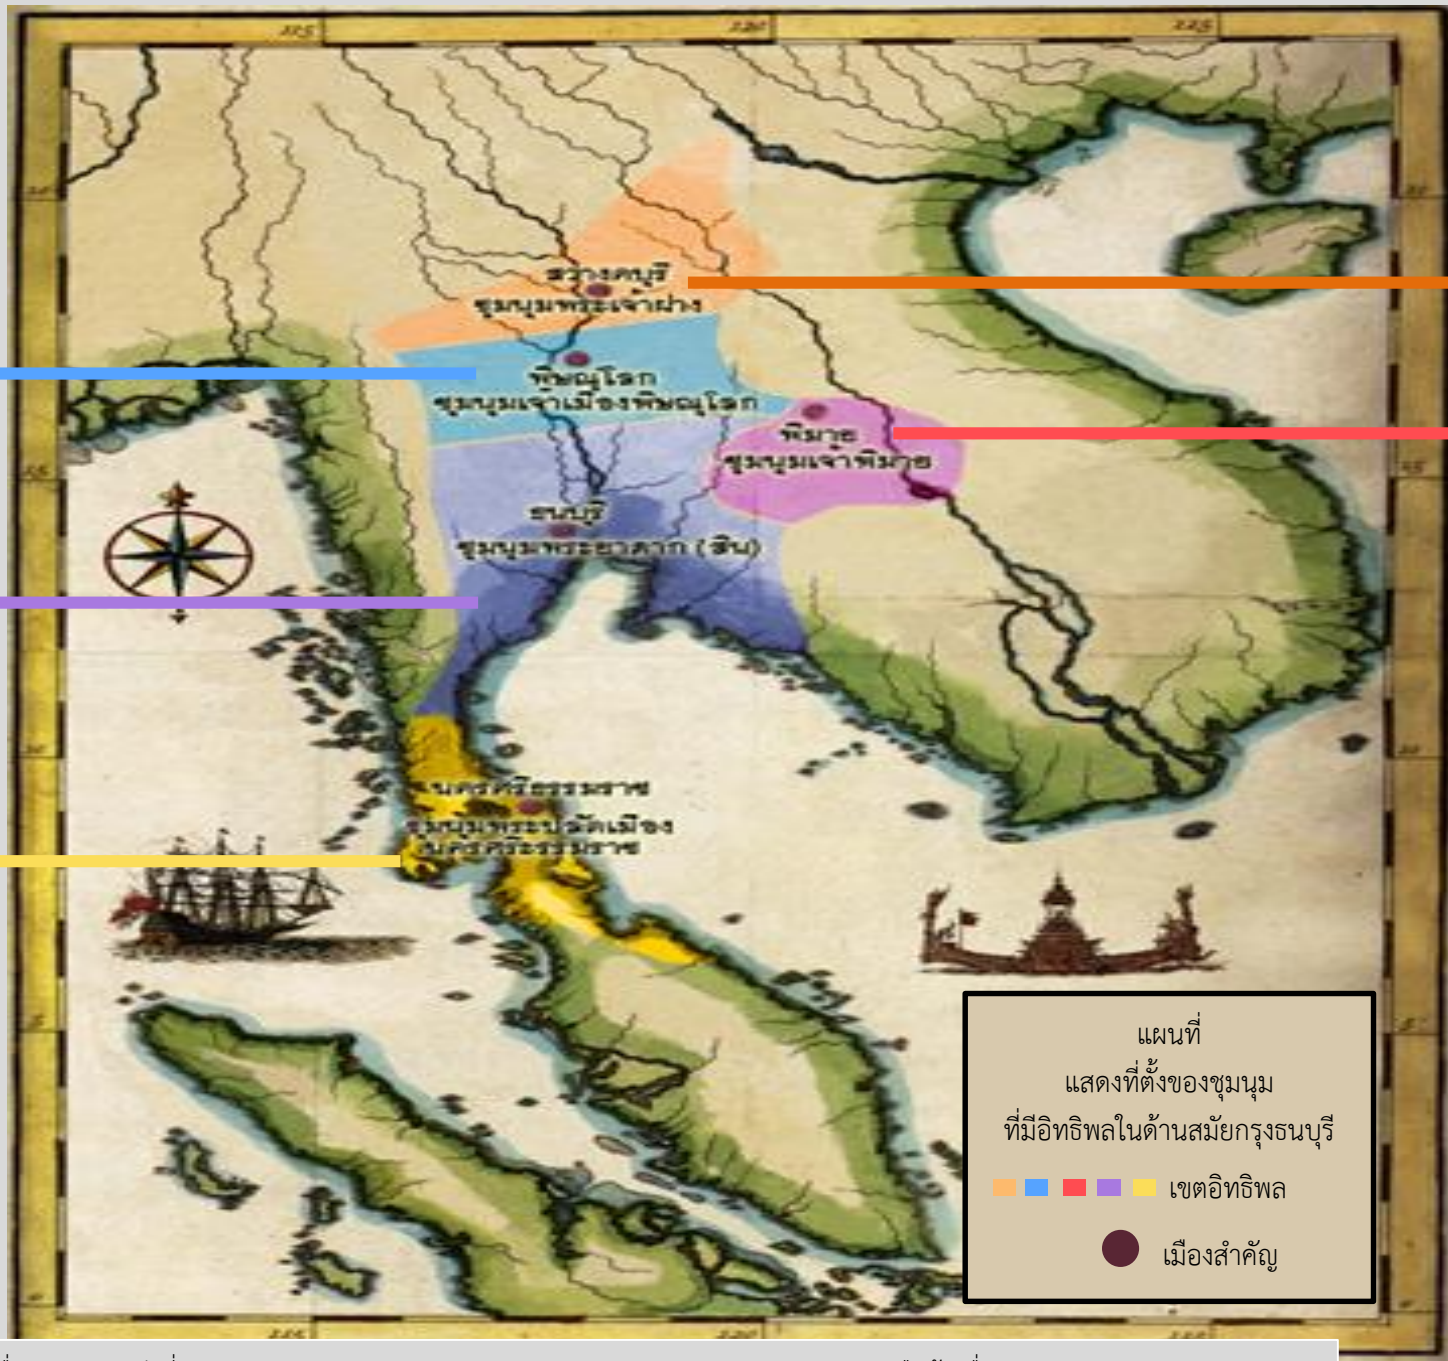 115
120
125
สวางคบุรี
ชุมนุมพระเจ้าฝาง
พิษณุโลก
ชุมนุมเจ้าเมืองพิษณุโลก
พิมาย
ชุมนุมเจ้าพิมาย
15
ธนบุรี
ชุมนุมพระยาตาก (สิน)
นครศรีธรรมราช
ชุมนุมพระปลัดเมือง
นครศรีธรรมราช
แผนที่
แสดงที่ตั้งของชุมนุม
ที่มีอิทธิพลในด้านสมัยกรุงธนบุรี
เขตอิทธิพล
เมืองสำคัญ